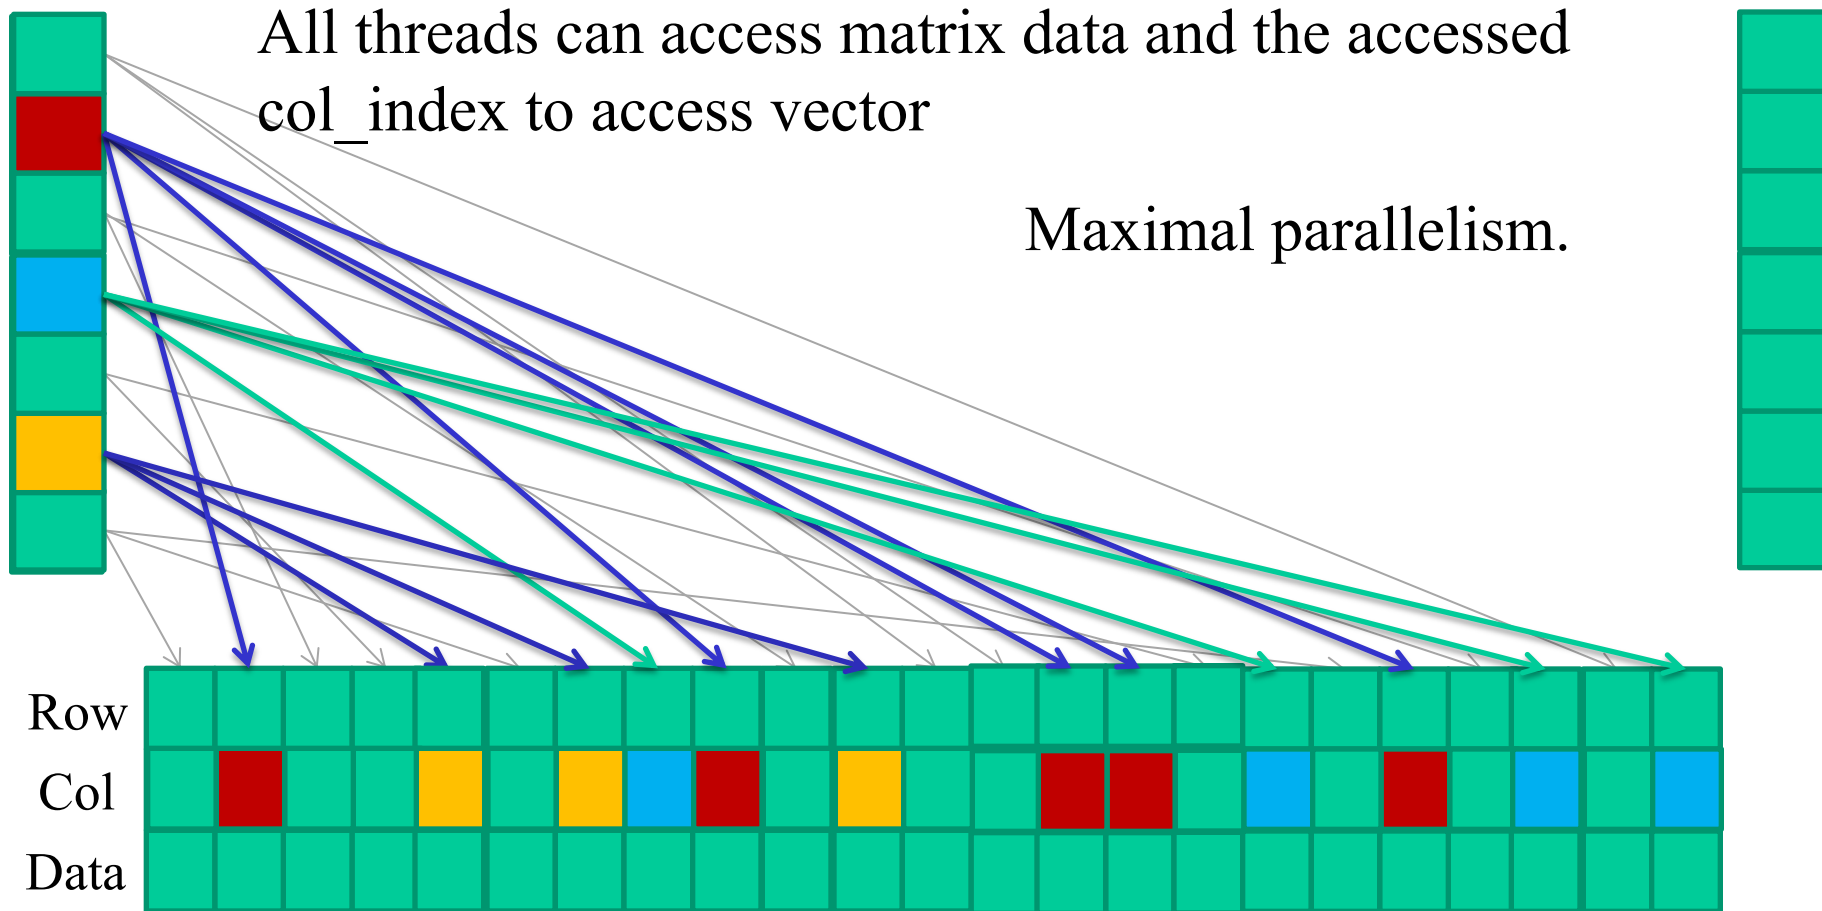 All threads can access matrix data and the accessed
col_index to access vector
Maximal parallelism.
Row
Col
Data